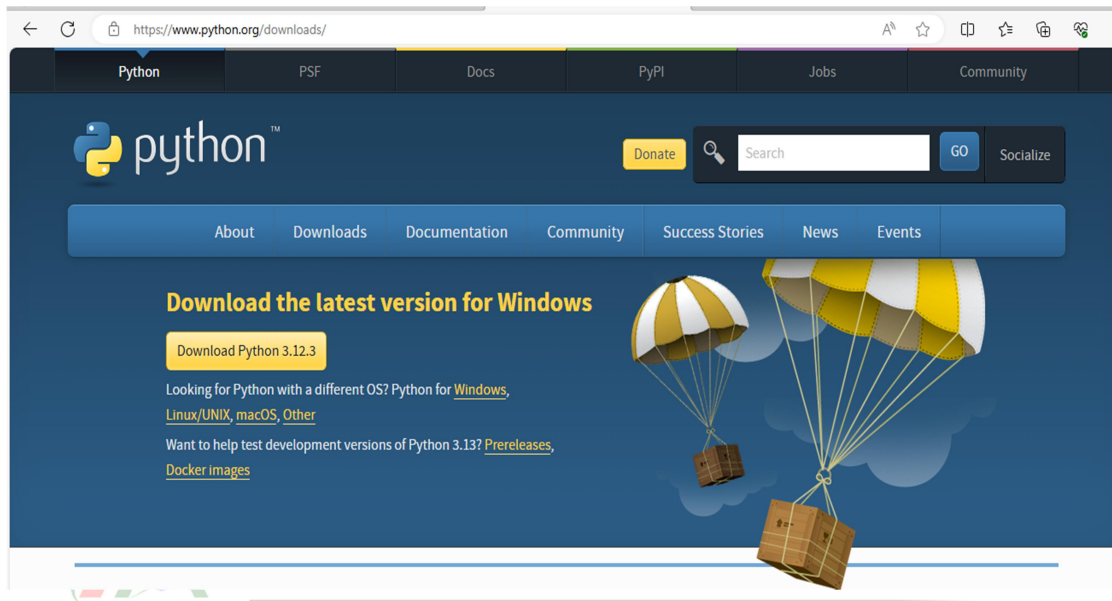 https://www.python.org/downloads/
Python PSF Docs PyPI Jobs Community
python™
Donate Search GO Socialize
About Downloads Documentation Community Success Stories News Events
Download the latest version for Windows
Download Python 3.12.3
Looking for Python with a different OS? Python for Windows,
Linux/UNIX, macOS, Other
Want to help test development versions of Python 3.13? Prereleases,
Docker images